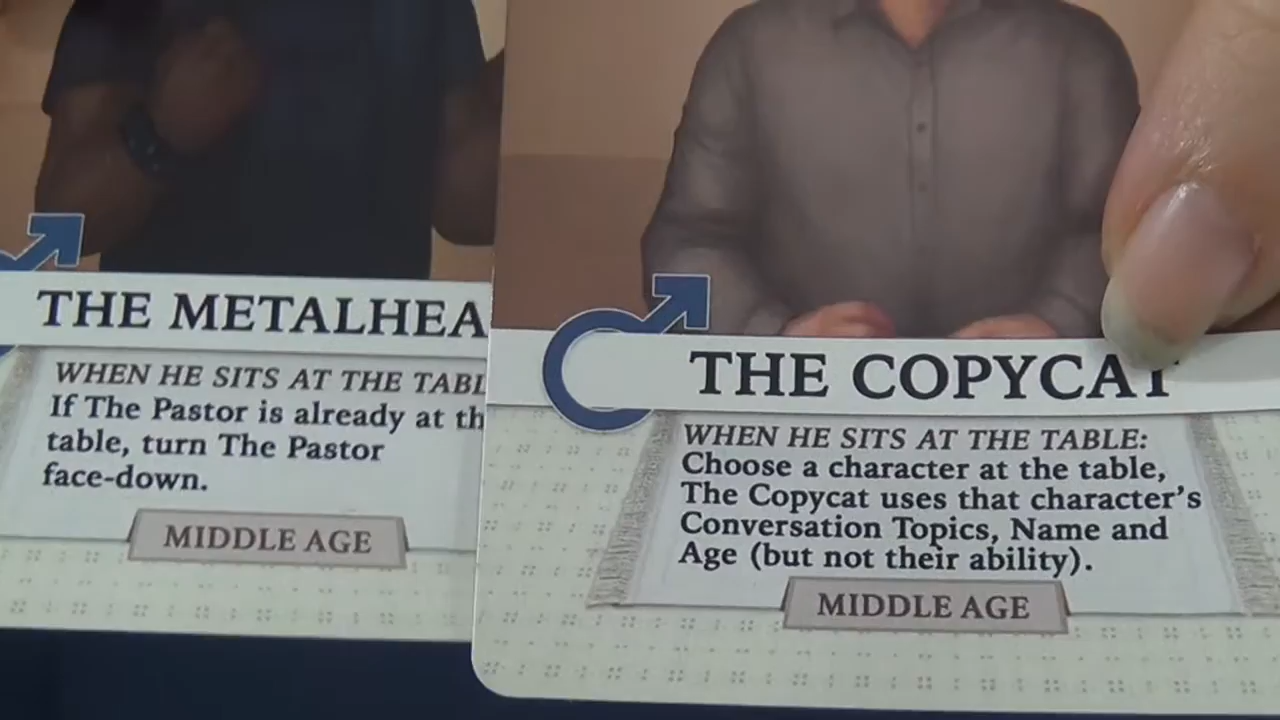 THE METALHEA
WHEN HE SITS AT THE TABL
If The Pastor is already at th
table, turn The Pastor
face-down.
MIDDLE AGE
THE COPYCAT
WHEN HE SITS AT THE TABLE:
Choose a character at the table,
The Copycat uses that character's
Conversation Topics, Name and
Age (but not their ability).
MIDDLE AGE